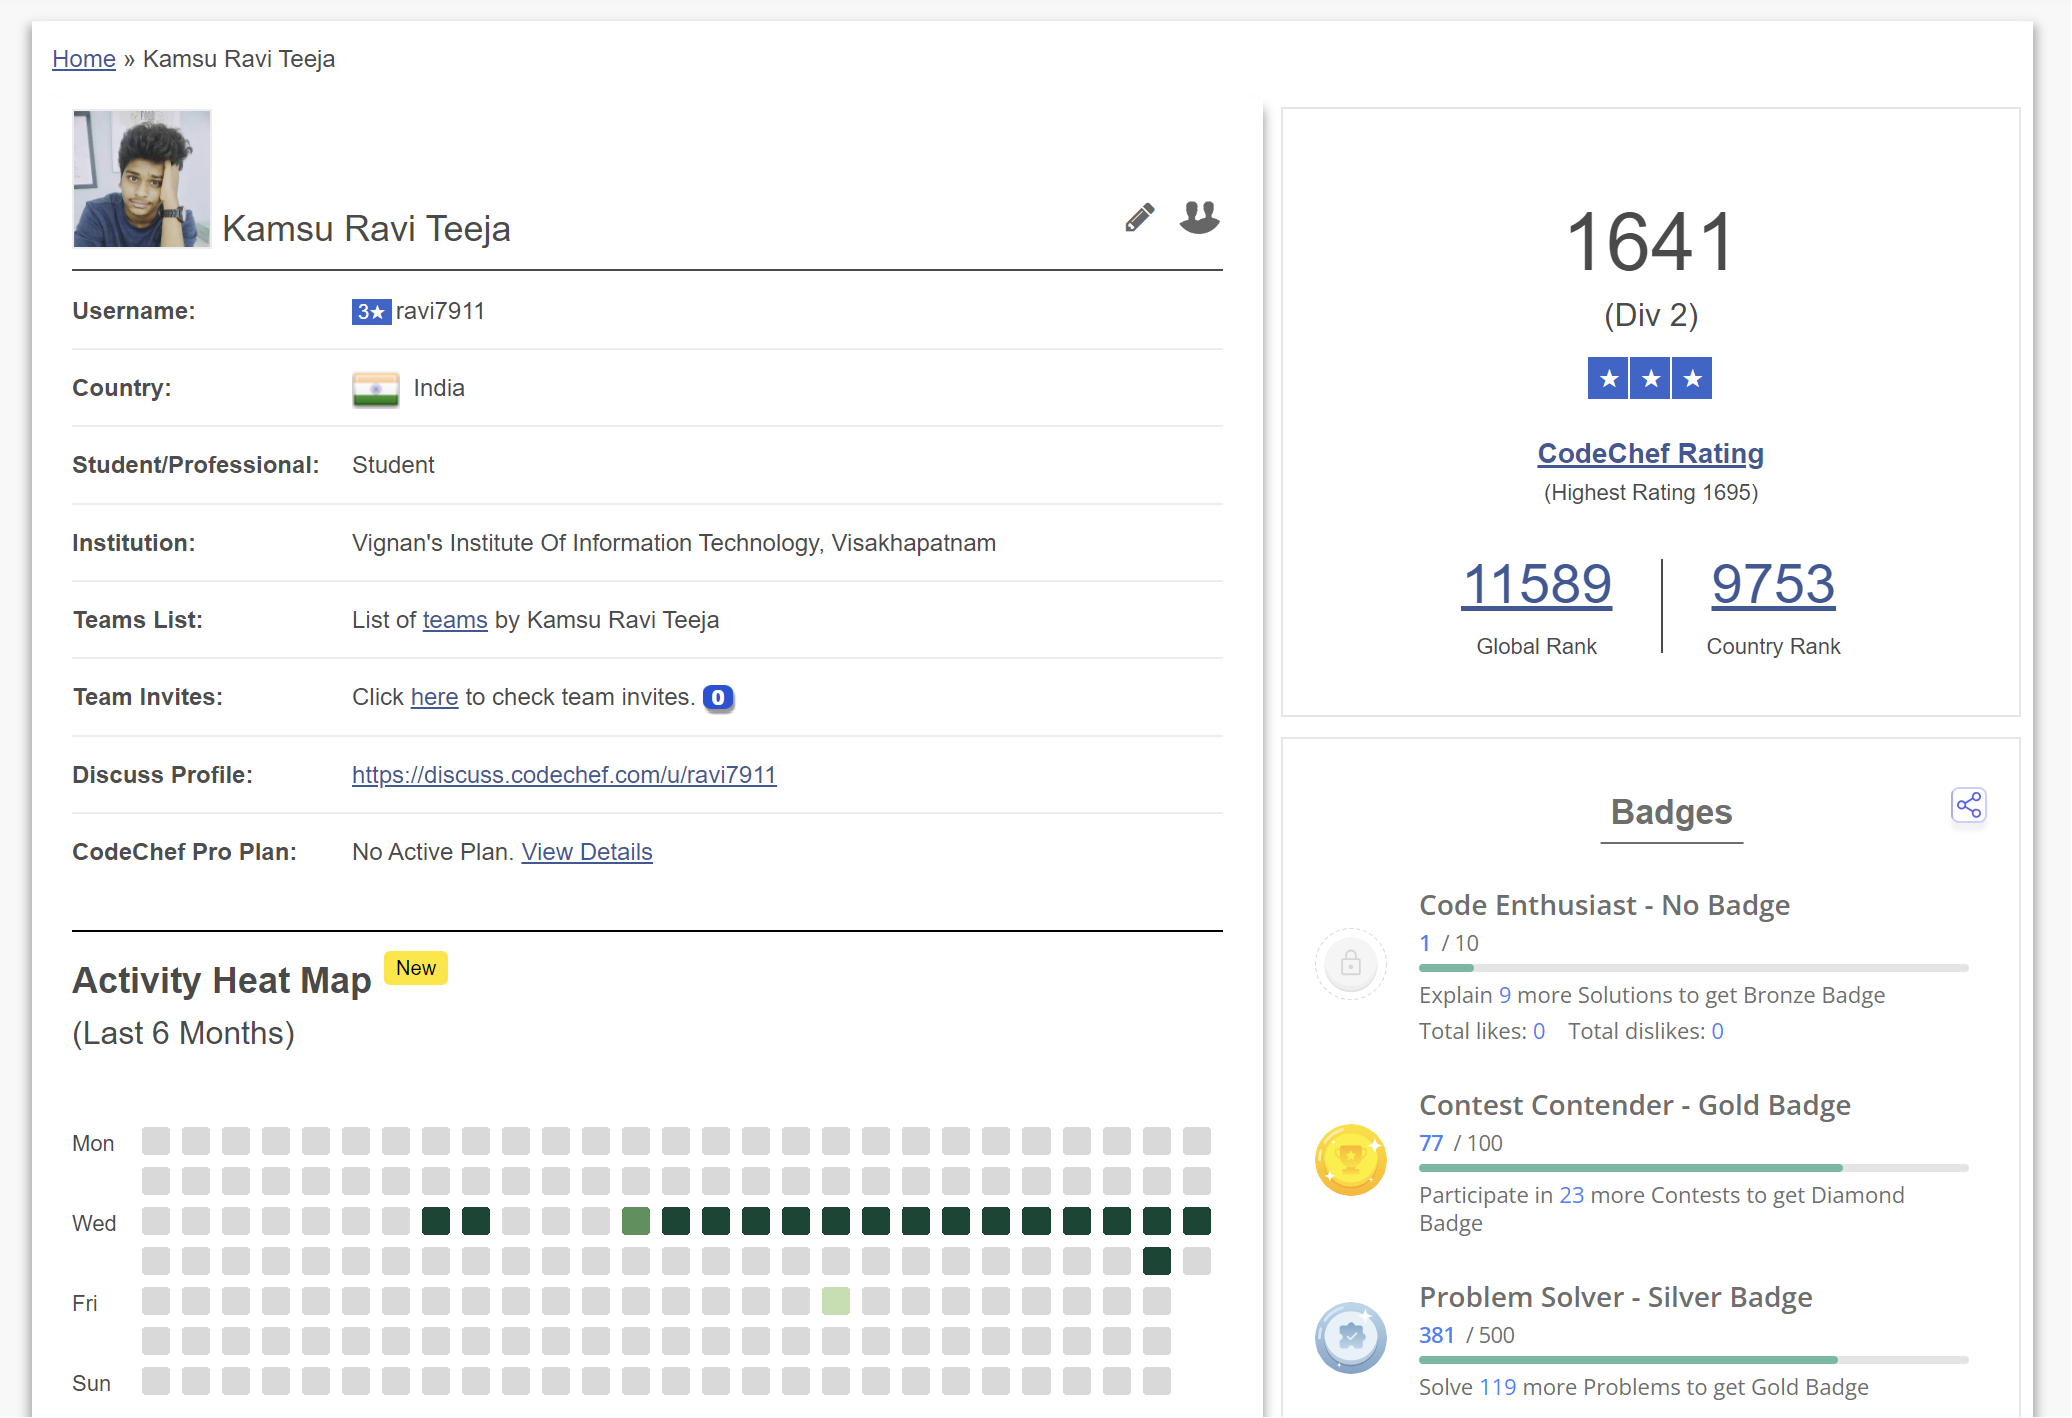 Home » Kamsu Ravi Teeja
Kamsu Ravi Teeja
Username: 3★ ravi7911
Country: India
Student/Professional: Student
Institution: Vignan's Institute Of Information Technology, Visakhapatnam
Teams List: List of teams by Kamsu Ravi Teeja
Team Invites: Click here to check team invites. 0
Discuss Profile: https://discuss.codechef.com/u/ravi7911
CodeChef Pro Plan: No Active Plan. View Details
Activity Heat Map New
(Last 6 Months)
Mon
Wed
Fri
Sun
1641
(Div 2)
★ ★ ★
CodeChef Rating
(Highest Rating 1695)
11589 9753
Global Rank Country Rank
Badges
Code Enthusiast - No Badge
1 / 10
Explain 9 more Solutions to get Bronze Badge
Total likes: 0 Total dislikes: 0
Contest Contender - Gold Badge
77 / 100
Participate in 23 more Contests to get Diamond
Badge
Problem Solver - Silver Badge
381 / 500
Solve 119 more Problems to get Gold Badge